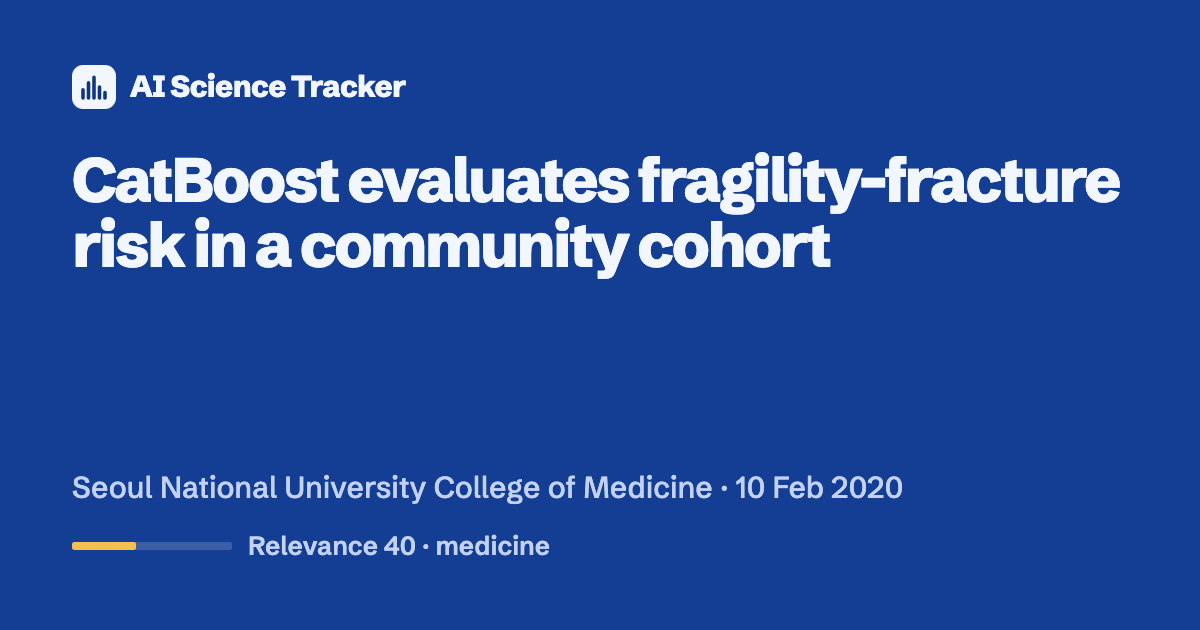 AI Science Tracker
CatBoost evaluates fragility-fracture
risk in a community cohort
Seoul National University College of Medicine · 10 Feb 2020
Relevance 40 · medicine